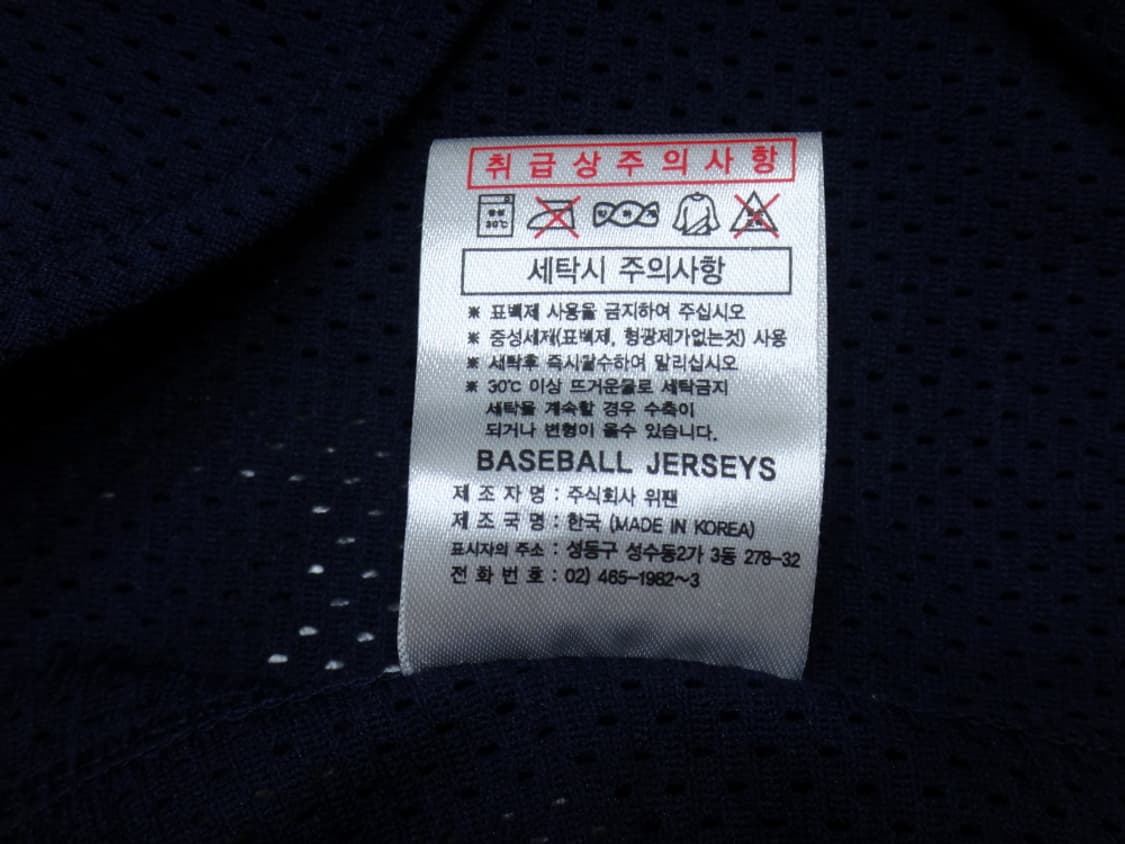 취급상주의사항
30℃
세탁시 주의사항
※ 표백제 사용을 금지하여 주십시오
※ 중성세제(표백제, 형광제가없는것) 사용
※ 세탁후 즉시탈수하여 말리십시오
※ 30℃ 이상 뜨거운물로 세탁금지
세탁을 계속할 경우 수축이
되거나 변형이 올수 있습니다.
BASEBALL JERSEYS
제 조 자 명 : 주식회사 위팬
제 조 국 명 : 한국 (MADE IN KOREA)
표시자의 주소 : 성동구 성수동2가 3동 278-32
전 화 번 호 : 02) 465-1982~3